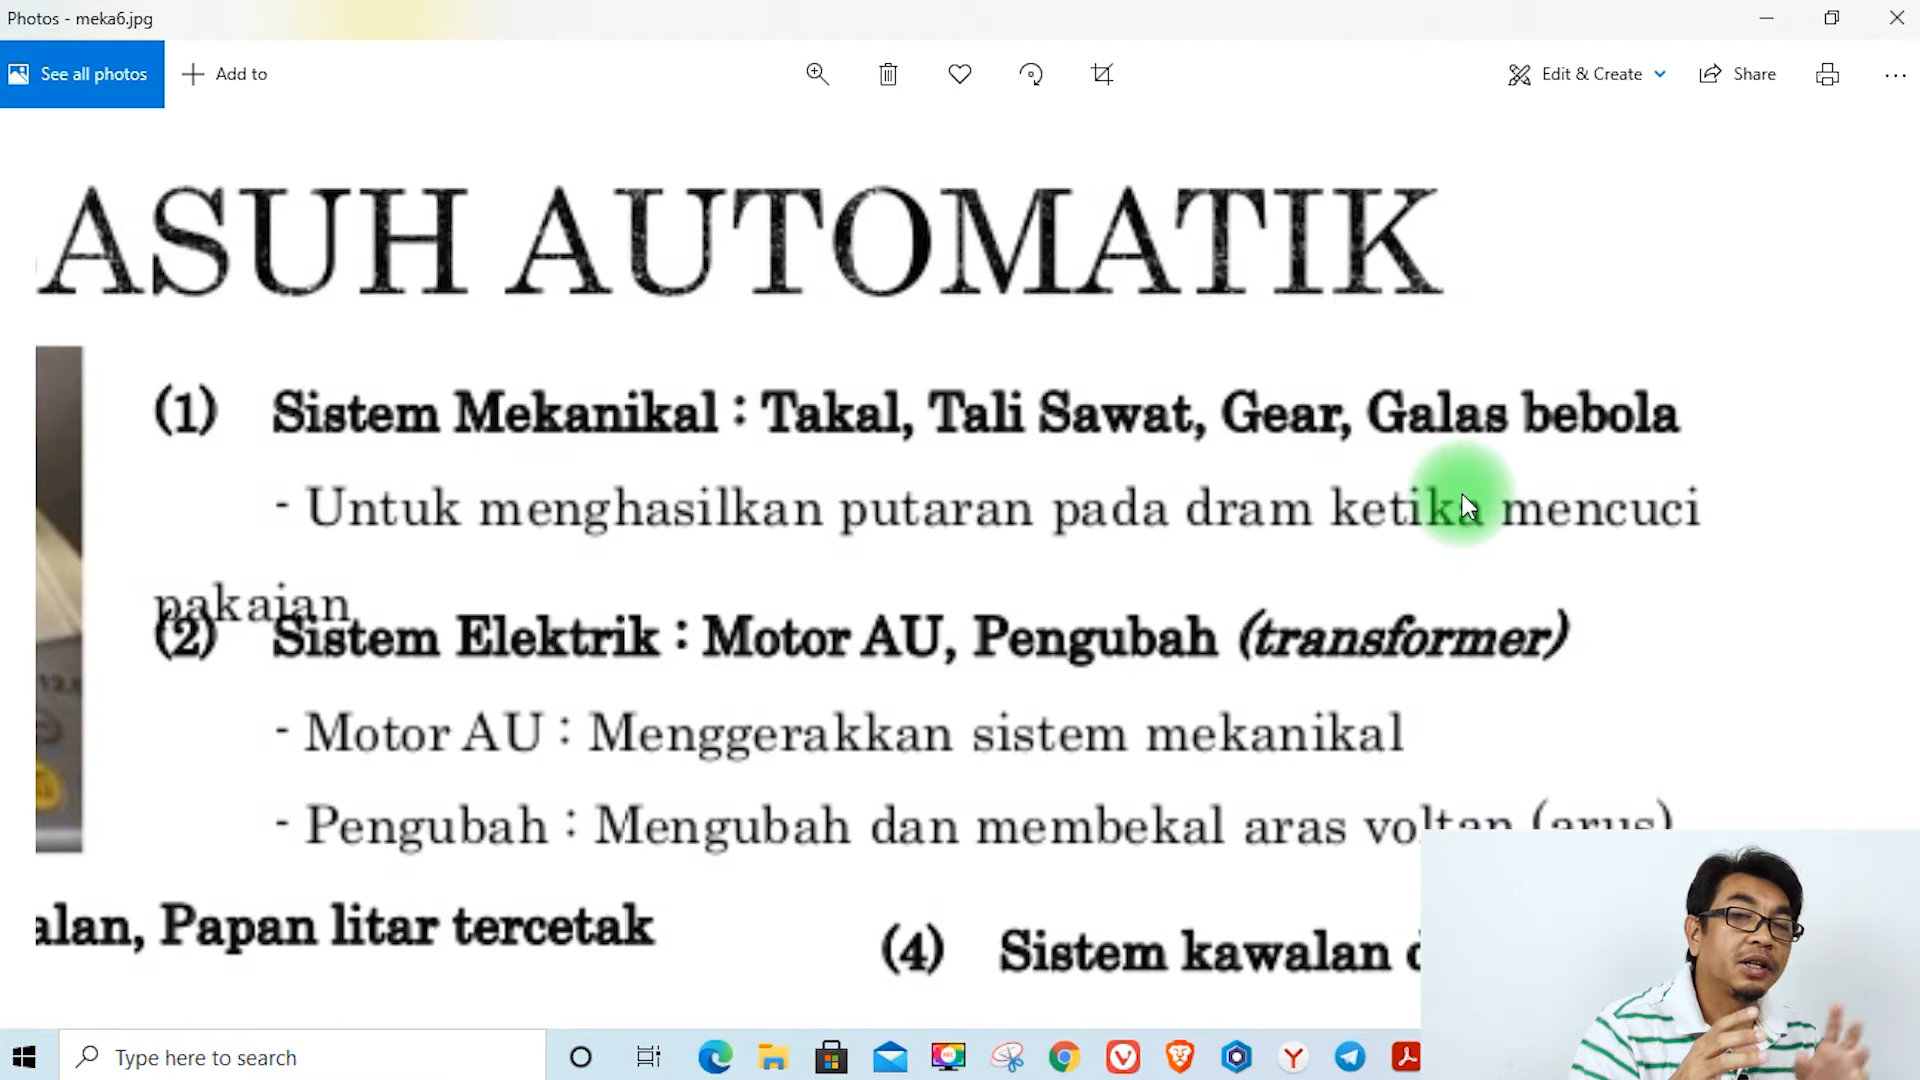 Photos - meka6.jpg
See all photos
Add to
Edit & Create
Share
ASUH AUTOMATIK
(1) Sistem Mekanikal : Takal, Tali Sawat, Gear, Galas bebola
- Untuk menghasilkan putaran pada dram ketika mencuci
pakaian
(2) Sistem Elektrik : Motor AU, Pengubah (transformer)
- Motor AU : Menggerakkan sistem mekanikal
- Pengubah : Mengubah dan membekal aras voltan (arus)
alan, Papan litar tercetak
(4) Sistem kawalan
Type here to search